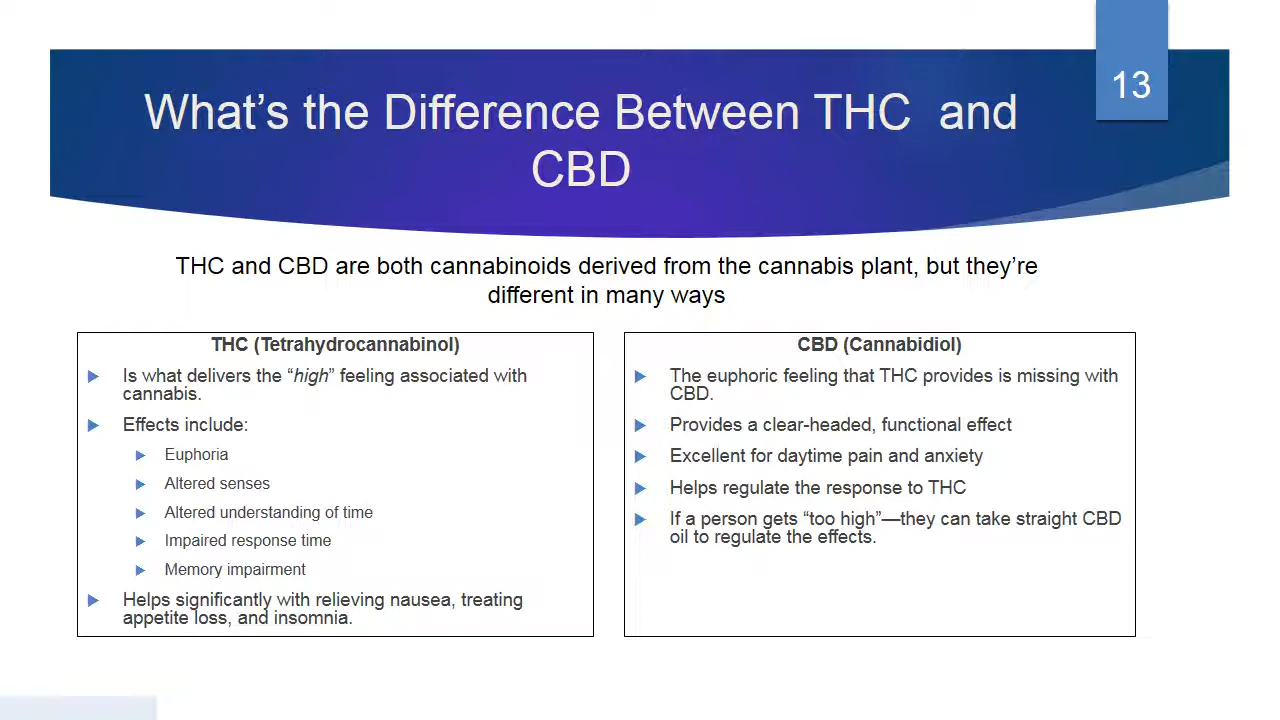 13
What’s the Difference Between THC  and
CBD
THC and CBD are both cannabinoids derived from the cannabis plant, but they’re
different in many ways
THC (Tetrahydrocannabinol)
Is what delivers the “high” feeling associated with
cannabis.
Effects include:
Euphoria
Altered senses
Altered understanding of time
Impaired response time
Memory impairment
Helps significantly with relieving nausea, treating
appetite loss, and insomnia.
CBD (Cannabidiol)
The euphoric feeling that THC provides is missing with
CBD.
Provides a clear-headed, functional effect
Excellent for daytime pain and anxiety
Helps regulate the response to THC
If a person gets “too high”—they can take straight CBD
oil to regulate the effects.